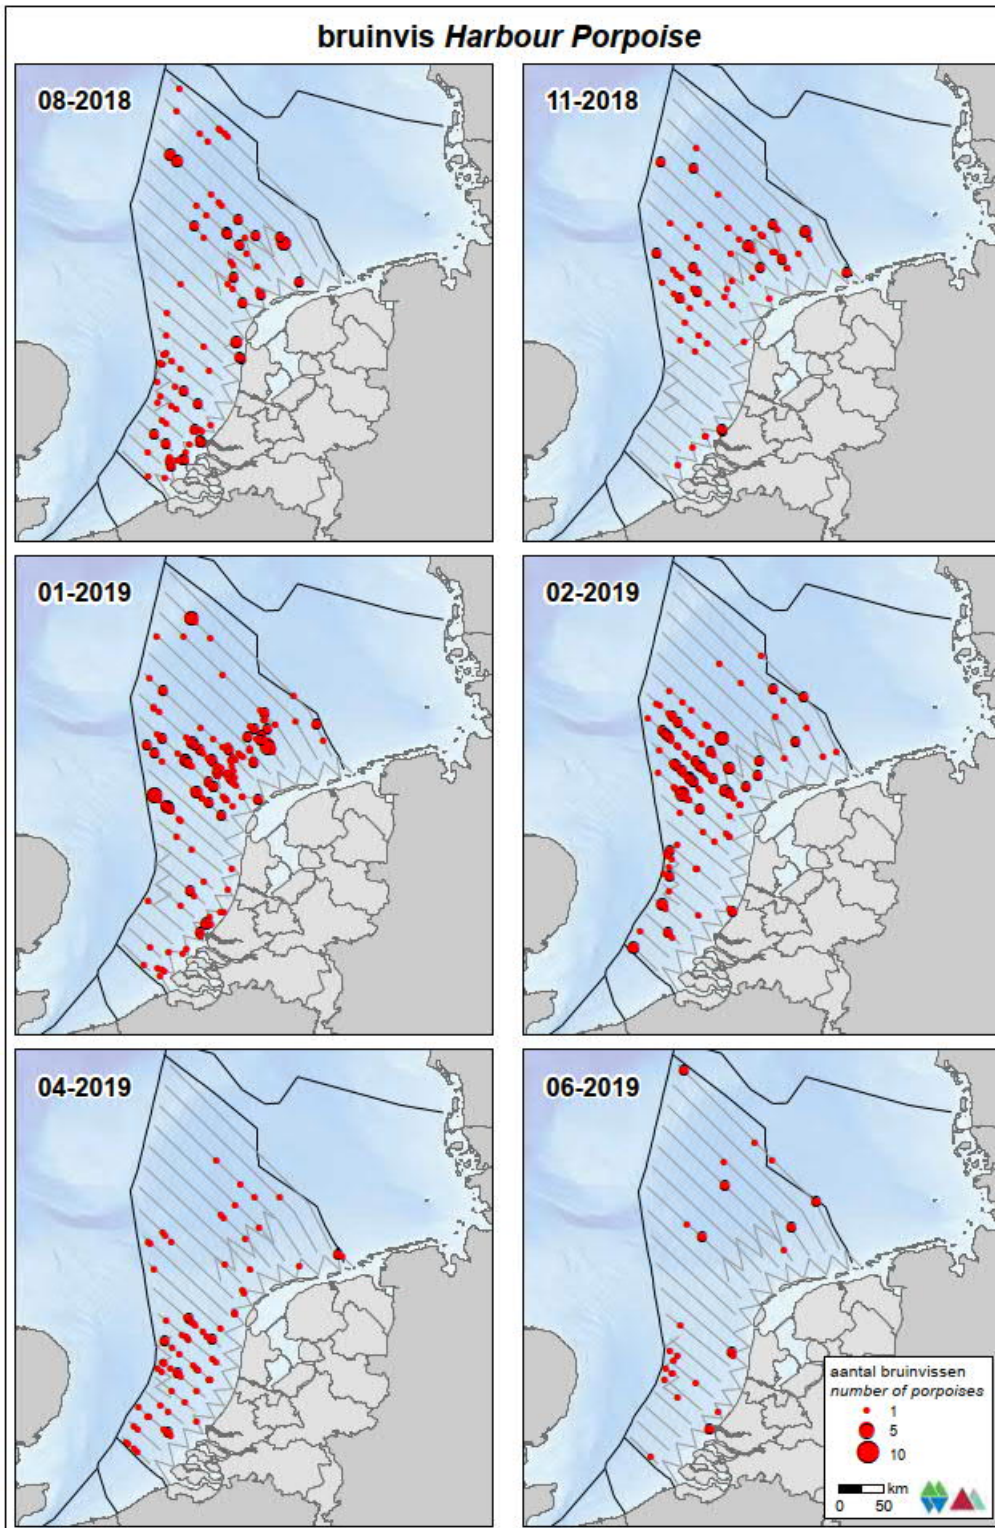 bruinvis Harbour Porpoise
08-2018
11-2018
01-2019
02-2019
04-2019
06-2019
aantal bruinvissen
number of porpoises
1
5
10
km
0 50